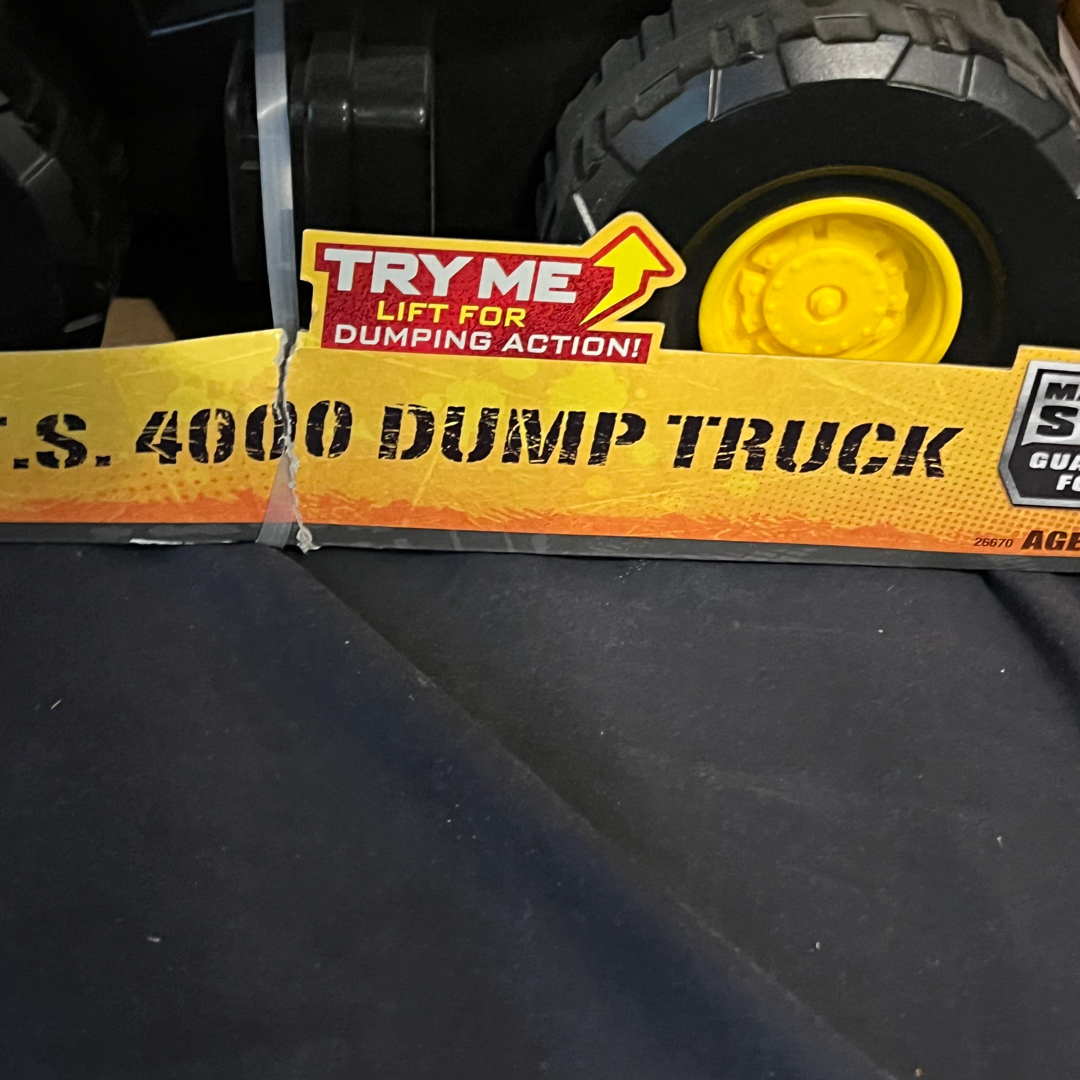 TRY ME
LIFT FOR
DUMPING ACTION!
.S. 4000 DUMP TRUCK
26670